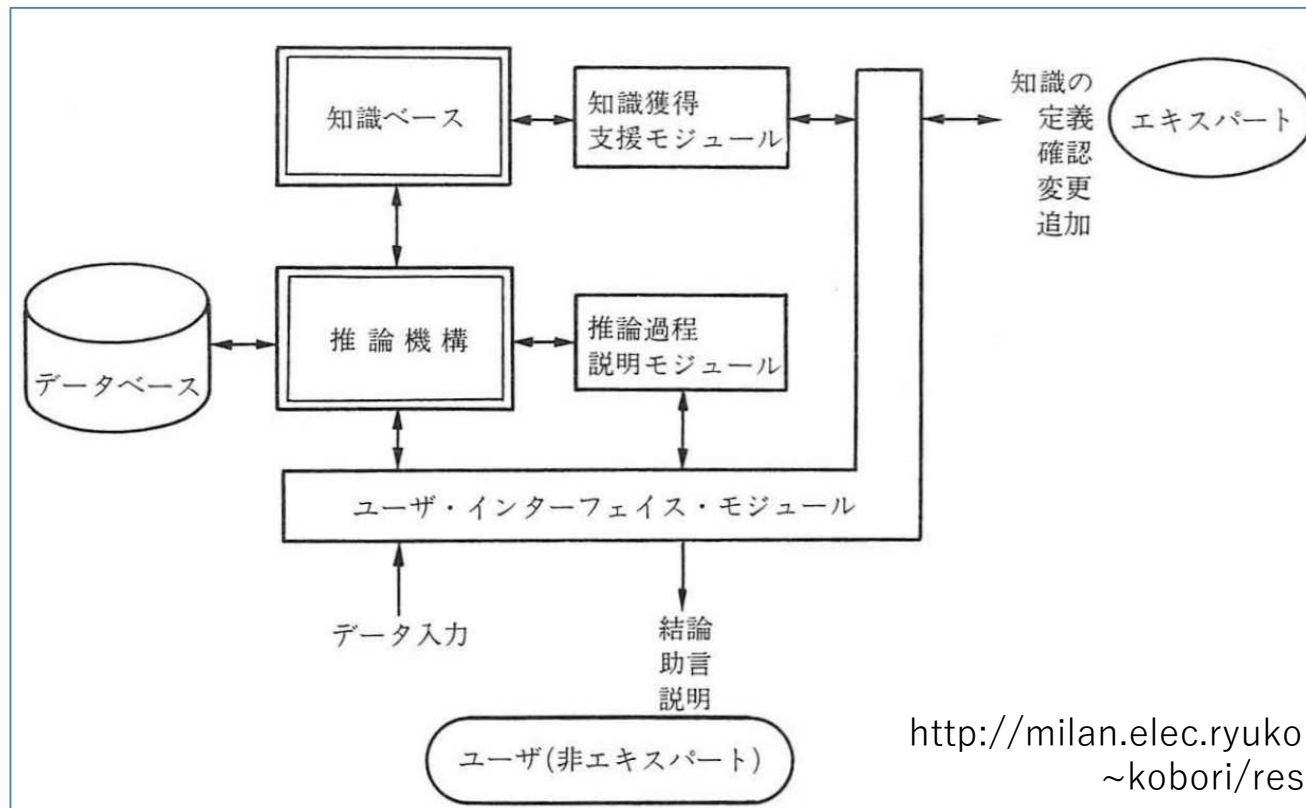 知識ベース
知識獲得
支援モジュール
知識の
定義
確認
変更
追加
エキスパート
データベース
推論機構
推論過程
説明モジュール
ユーザ・インターフェイス・モジュール
データ入力
結論
助言
説明
ユーザ(非エキスパート)
http://milan.elec.ryuko
~kobori/res